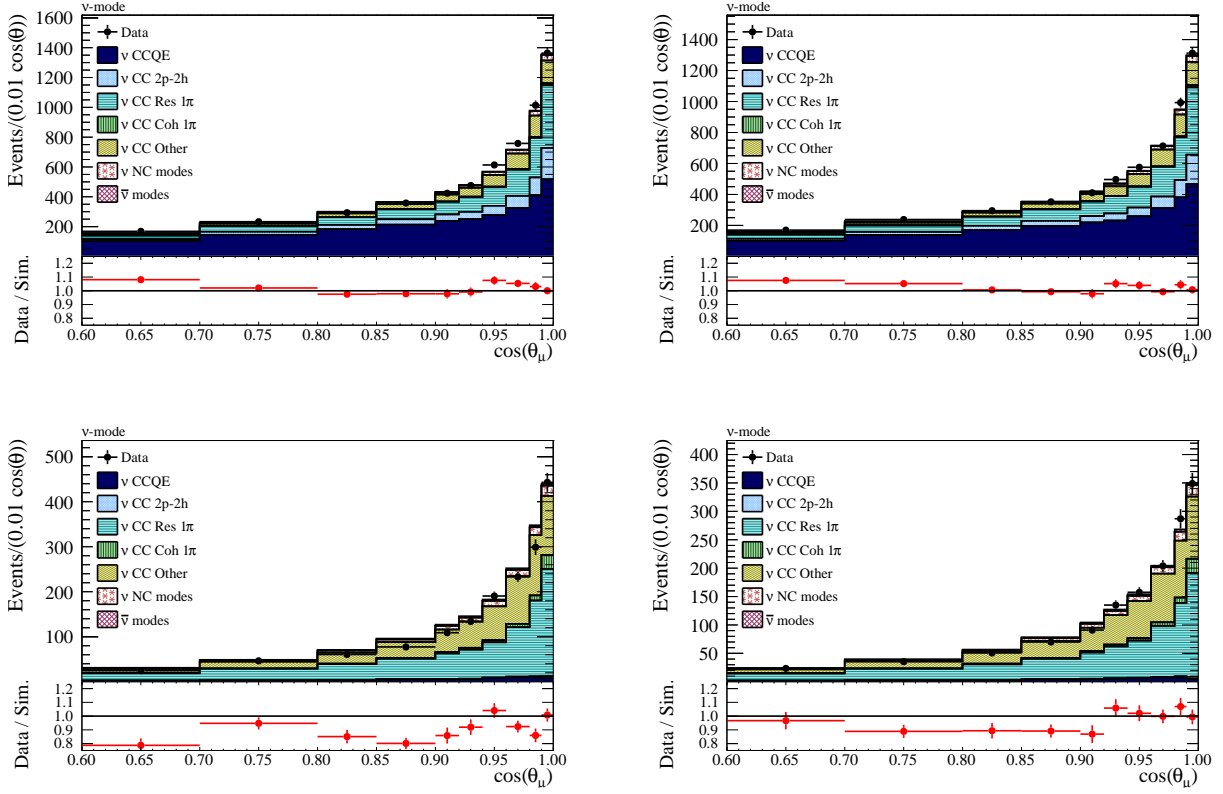 ν-mode
Events/(0.01 cos(θ))
1600
1400
1200
1000
800
600
400
200
Data
ν CCQE
ν CC 2p-2h
ν CC Res 1π
ν CC Coh 1π
ν CC Other
ν NC modes
ν̅ modes
Data / Sim.
1.2
1.1
1.0
0.9
0.8
0.60 0.65 0.70 0.75 0.80 0.85 0.90 0.95 1.00
cos(θμ)
ν-mode
Events/(0.01 cos(θ))
1400
1200
1000
800
600
400
200
Data
ν CCQE
ν CC 2p-2h
ν CC Res 1π
ν CC Coh 1π
ν CC Other
ν NC modes
ν̅ modes
Data / Sim.
1.2
1.1
1.0
0.9
0.8
0.60 0.65 0.70 0.75 0.80 0.85 0.90 0.95 1.00
cos(θμ)
ν-mode
Events/(0.01 cos(θ))
500
400
300
200
100
Data
ν CCQE
ν CC 2p-2h
ν CC Res 1π
ν CC Coh 1π
ν CC Other
ν NC modes
ν̅ modes
Data / Sim.
1.2
1.1
1.0
0.9
0.8
0.60 0.65 0.70 0.75 0.80 0.85 0.90 0.95 1.00
cos(θμ)
ν-mode
Events/(0.01 cos(θ))
400
350
300
250
200
150
100
50
Data
ν CCQE
ν CC 2p-2h
ν CC Res 1π
ν CC Coh 1π
ν CC Other
ν NC modes
ν̅ modes
Data / Sim.
1.2
1.1
1.0
0.9
0.8
0.60 0.65 0.70 0.75 0.80 0.85 0.90 0.95 1.00
cos(θμ)